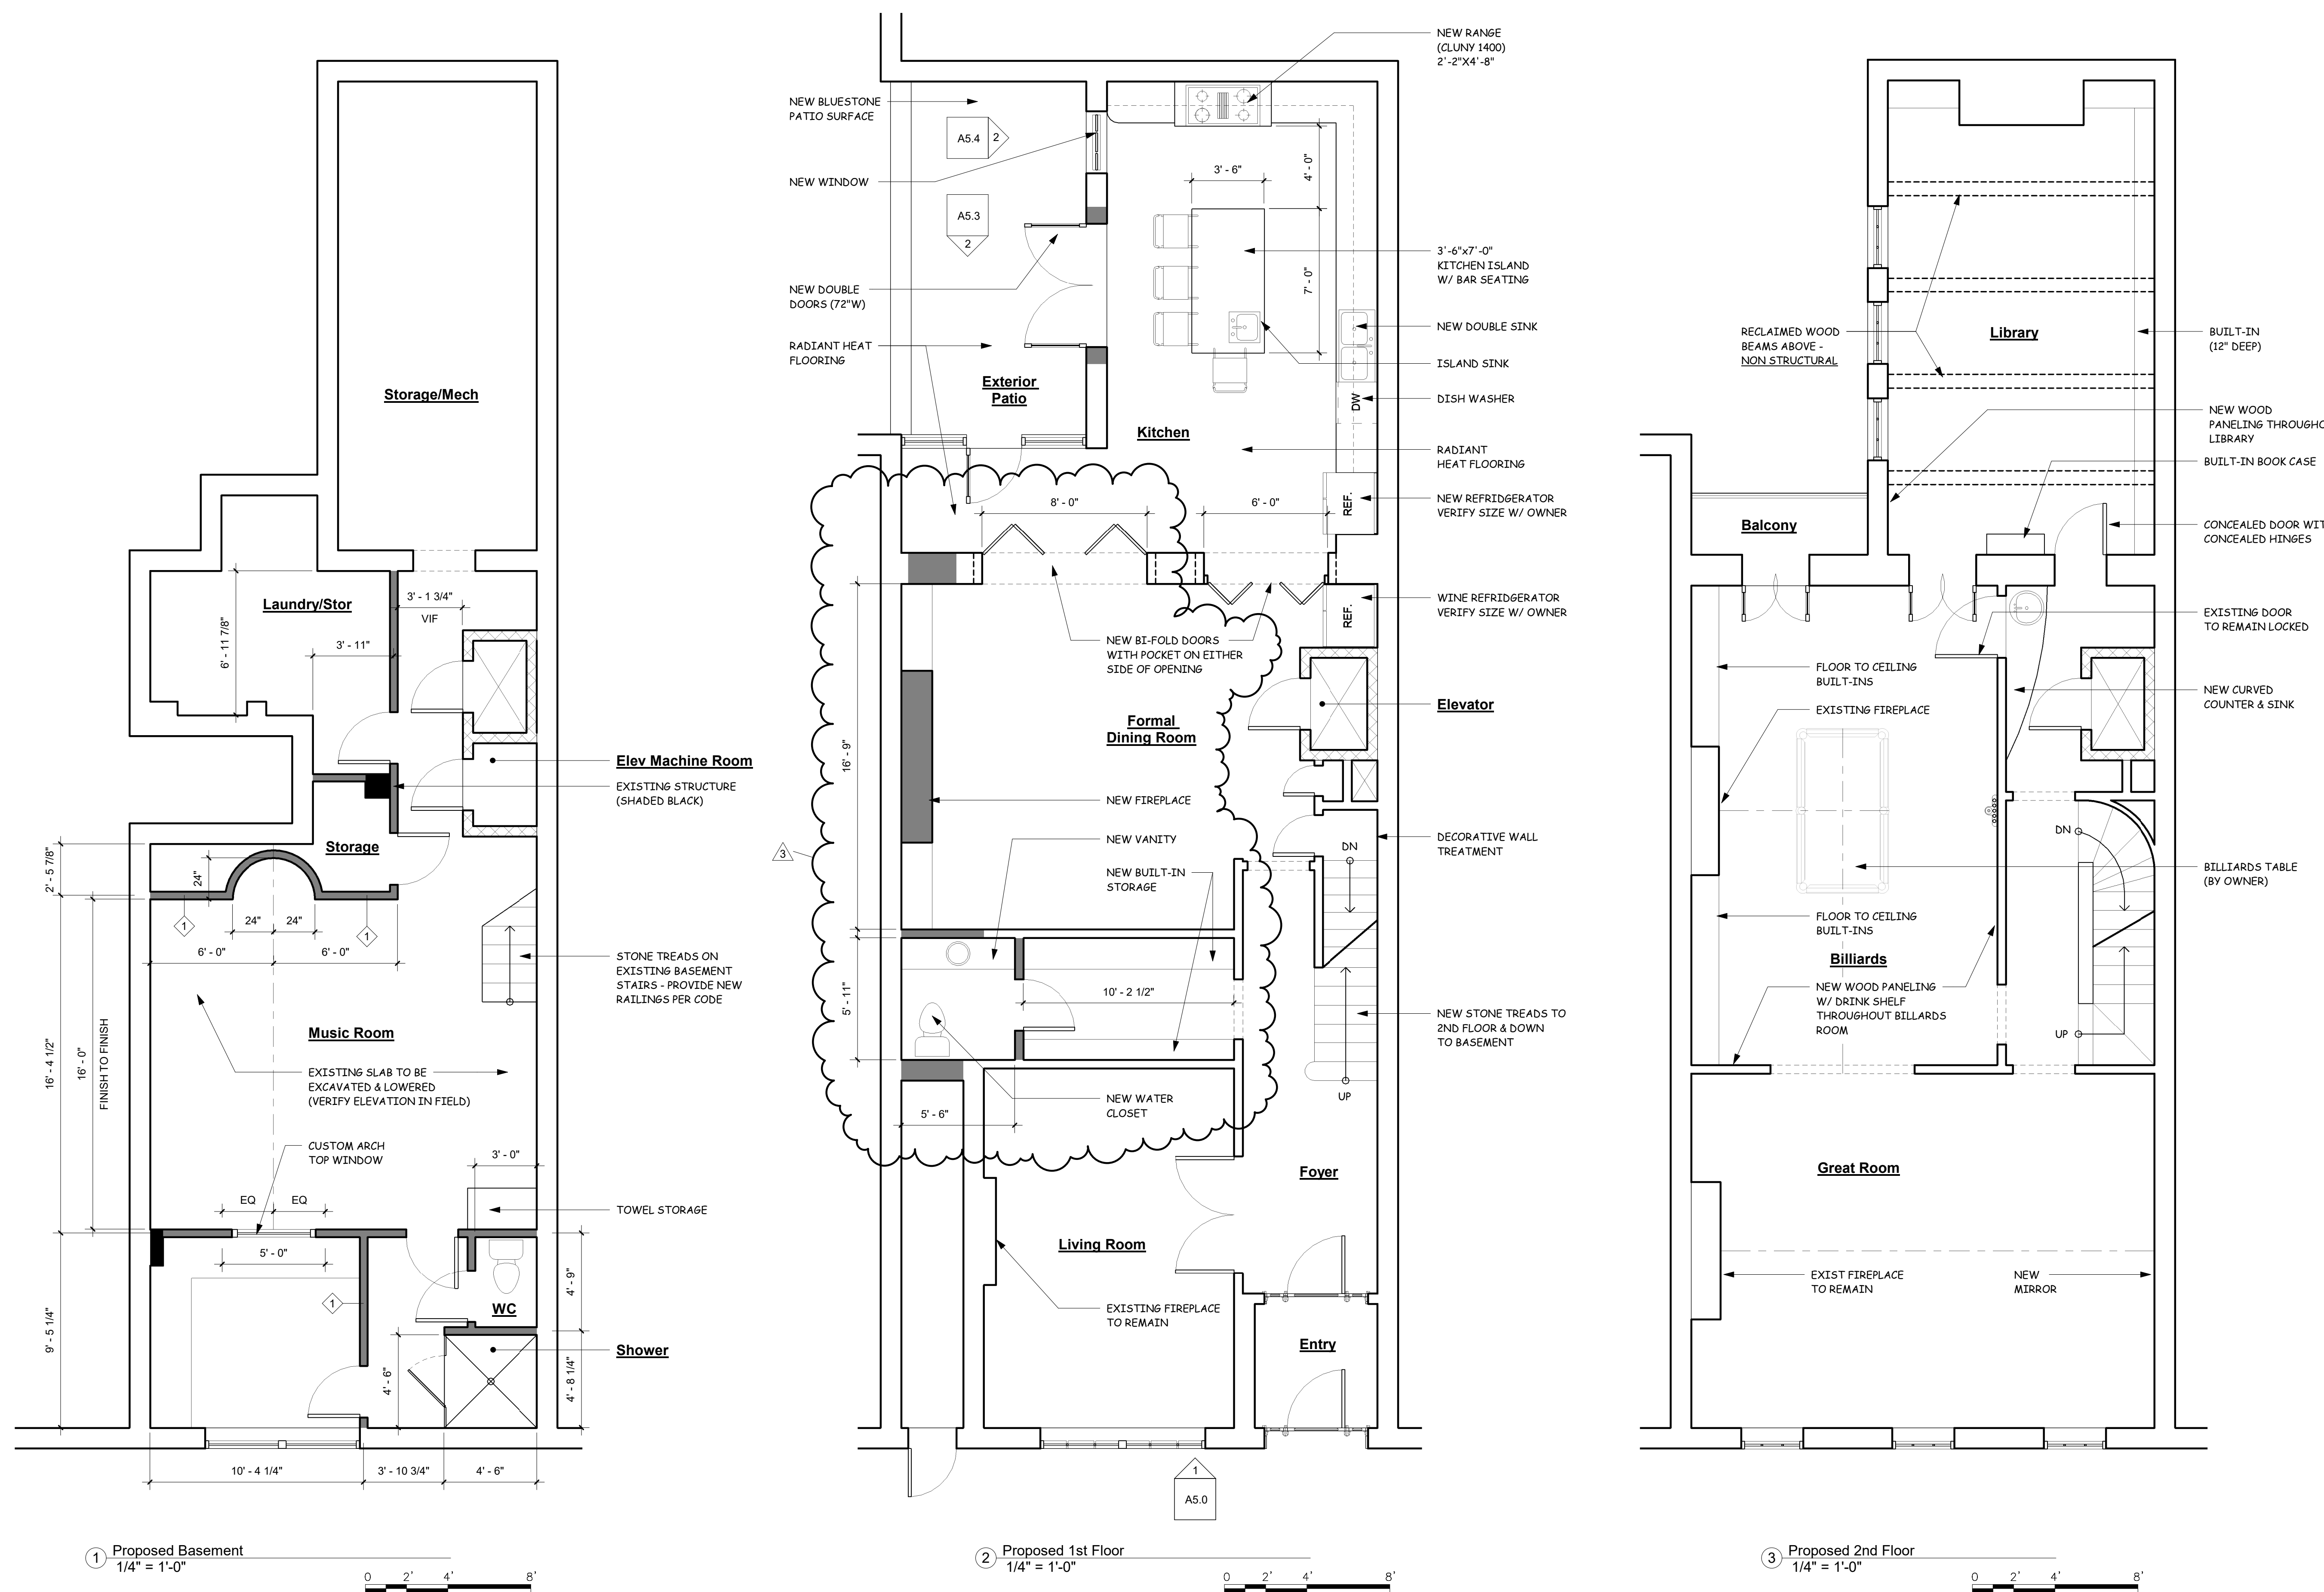 Storage/Mech
Laundry/Stor
3' - 1 3/4"
VIF
6' - 11 7/8"
3' - 11"
Elev Machine Room
EXISTING STRUCTURE
(SHADED BLACK)
Storage
2' - 5 7/8"
24"
1
1
24"
24"
6' - 0"
6' - 0"
STONE TREADS ON
EXISTING BASEMENT
STAIRS - PROVIDE NEW
RAILINGS PER CODE
Music Room
16' - 4 1/2"
16' - 0"
FINISH TO FINISH
EXISTING SLAB TO BE
EXCAVATED & LOWERED
(VERIFY ELEVATION IN FIELD)
CUSTOM ARCH
TOP WINDOW
3' - 0"
EQ
EQ
TOWEL STORAGE
5' - 0"
1
WC
4' - 9"
9' - 5 1/4"
Shower
4' - 6"
4' - 8 1/4"
10' - 4 1/4"
3' - 10 3/4"
4' - 6"
1
Proposed Basement
1/4" = 1'-0"
0
2'
4'
8'
NEW RANGE
(CLUNY 1400)
2'-2"X4'-8"
NEW BLUESTONE
PATIO SURFACE
A5.4
2
NEW WINDOW
A5.3
2
3' - 6"
4' - 0"
3'-6"x7'-0"
KITCHEN ISLAND
W/ BAR SEATING
7' - 0"
NEW DOUBLE
DOORS (72"W)
NEW DOUBLE SINK
RADIANT HEAT
FLOORING
ISLAND SINK
Exterior
Patio
DW
DISH WASHER
Kitchen
RADIANT
HEAT FLOORING
8' - 0"
6' - 0"
REF.
NEW REFRIDGERATOR
VERIFY SIZE W/ OWNER
REF.
WINE REFRIDGERATOR
VERIFY SIZE W/ OWNER
NEW BI-FOLD DOORS
WITH POCKET ON EITHER
SIDE OF OPENING
Elevator
Formal
Dining Room
16' - 9"
NEW FIREPLACE
3
NEW VANITY
DECORATIVE WALL
TREATMENT
DN
NEW BUILT-IN
STORAGE
5' - 11"
10' - 2 1/2"
NEW STONE TREADS TO
2ND FLOOR & DOWN
TO BASEMENT
UP
NEW WATER
CLOSET
5' - 6"
Foyer
Living Room
EXISTING FIREPLACE
TO REMAIN
Entry
1
A5.0
2
Proposed 1st Floor
1/4" = 1'-0"
0
2'
4'
8'
RECLAIMED WOOD
BEAMS ABOVE -
NON STRUCTURAL
Library
BUILT-IN
(12" DEEP)
NEW WOOD
PANELING THROUGHO
LIBRARY
BUILT-IN BOOK CASE
Balcony
CONCEALED DOOR WIT
CONCEALED HINGES
EXISTING DOOR
TO REMAIN LOCKED
FLOOR TO CEILING
BUILT-INS
NEW CURVED
COUNTER & SINK
EXISTING FIREPLACE
DN
BILLIARDS TABLE
(BY OWNER)
FLOOR TO CEILING
BUILT-INS
Billiards
NEW WOOD PANELING
W/ DRINK SHELF
THROUGHOUT BILLARDS
ROOM
UP
Great Room
EXIST FIREPLACE
TO REMAIN
NEW
MIRROR
3
Proposed 2nd Floor
1/4" = 1'-0"
0
2'
4'
8'